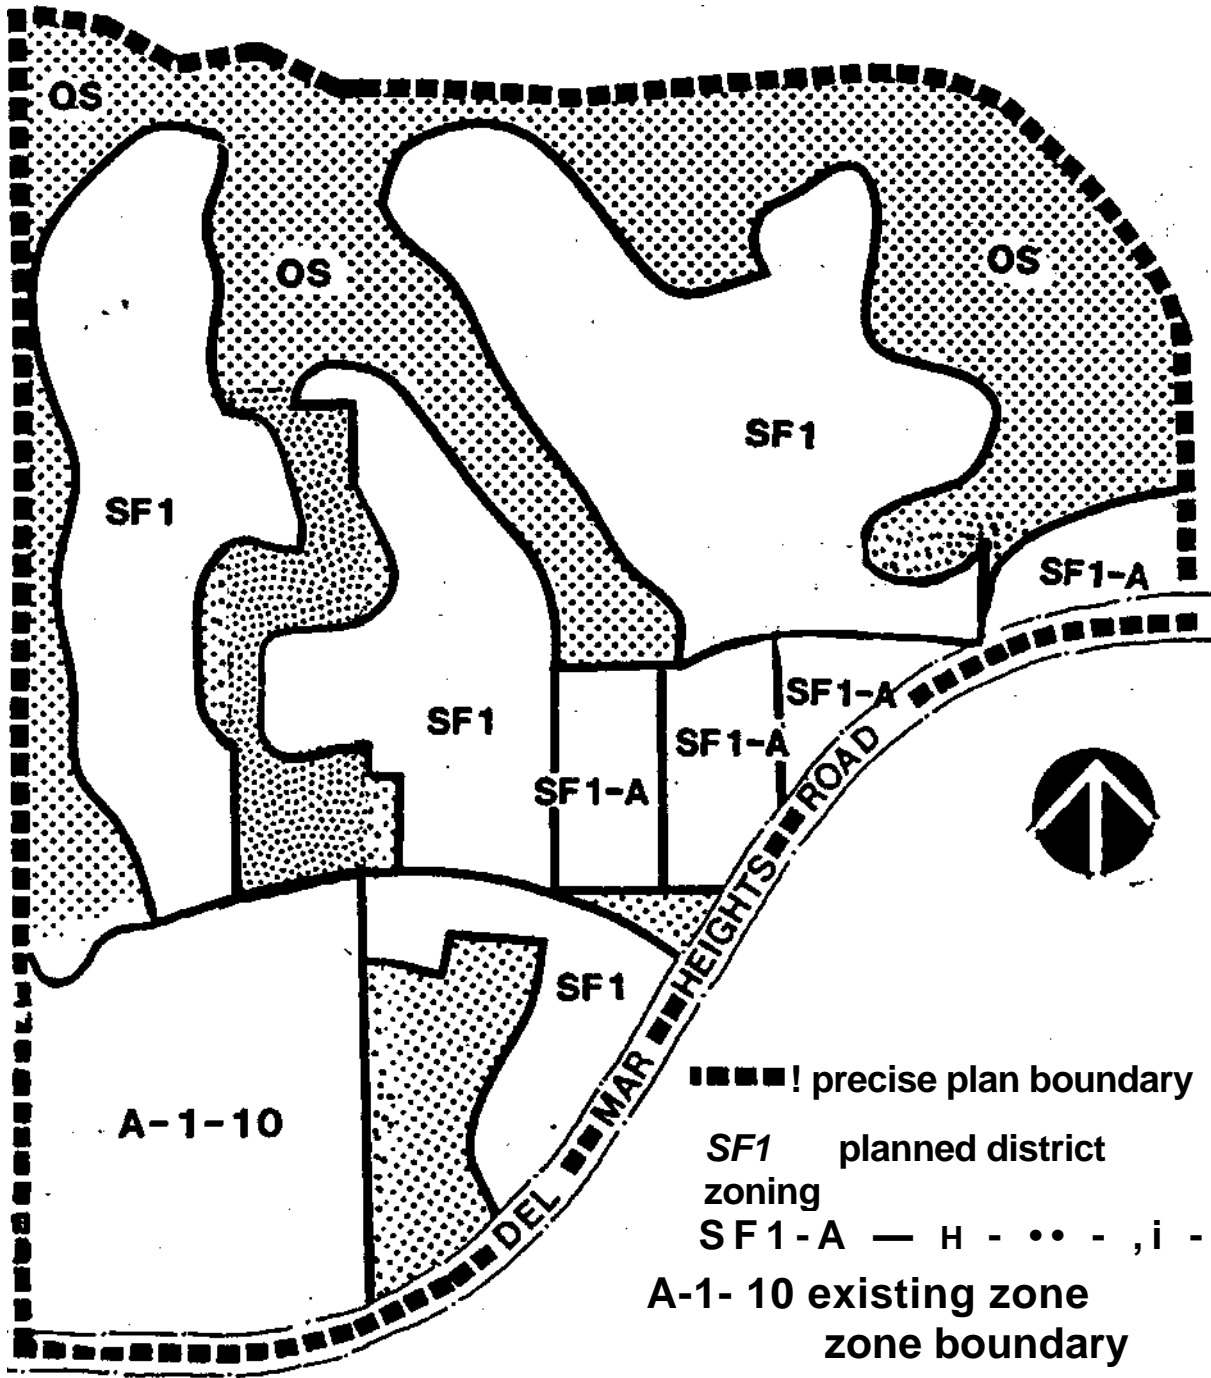 OS
OS
OS
SF1
SF1
SF1-A
SF1-A
SF1
SF1-A
SF1-A
SF1
A-1-10
DEL MAR HEIGHTS ROAD
! precise plan boundary
SF1 planned district
zoning
SF1-A — H - •• - ,i -
A-1- 10 existing zone
zone boundary